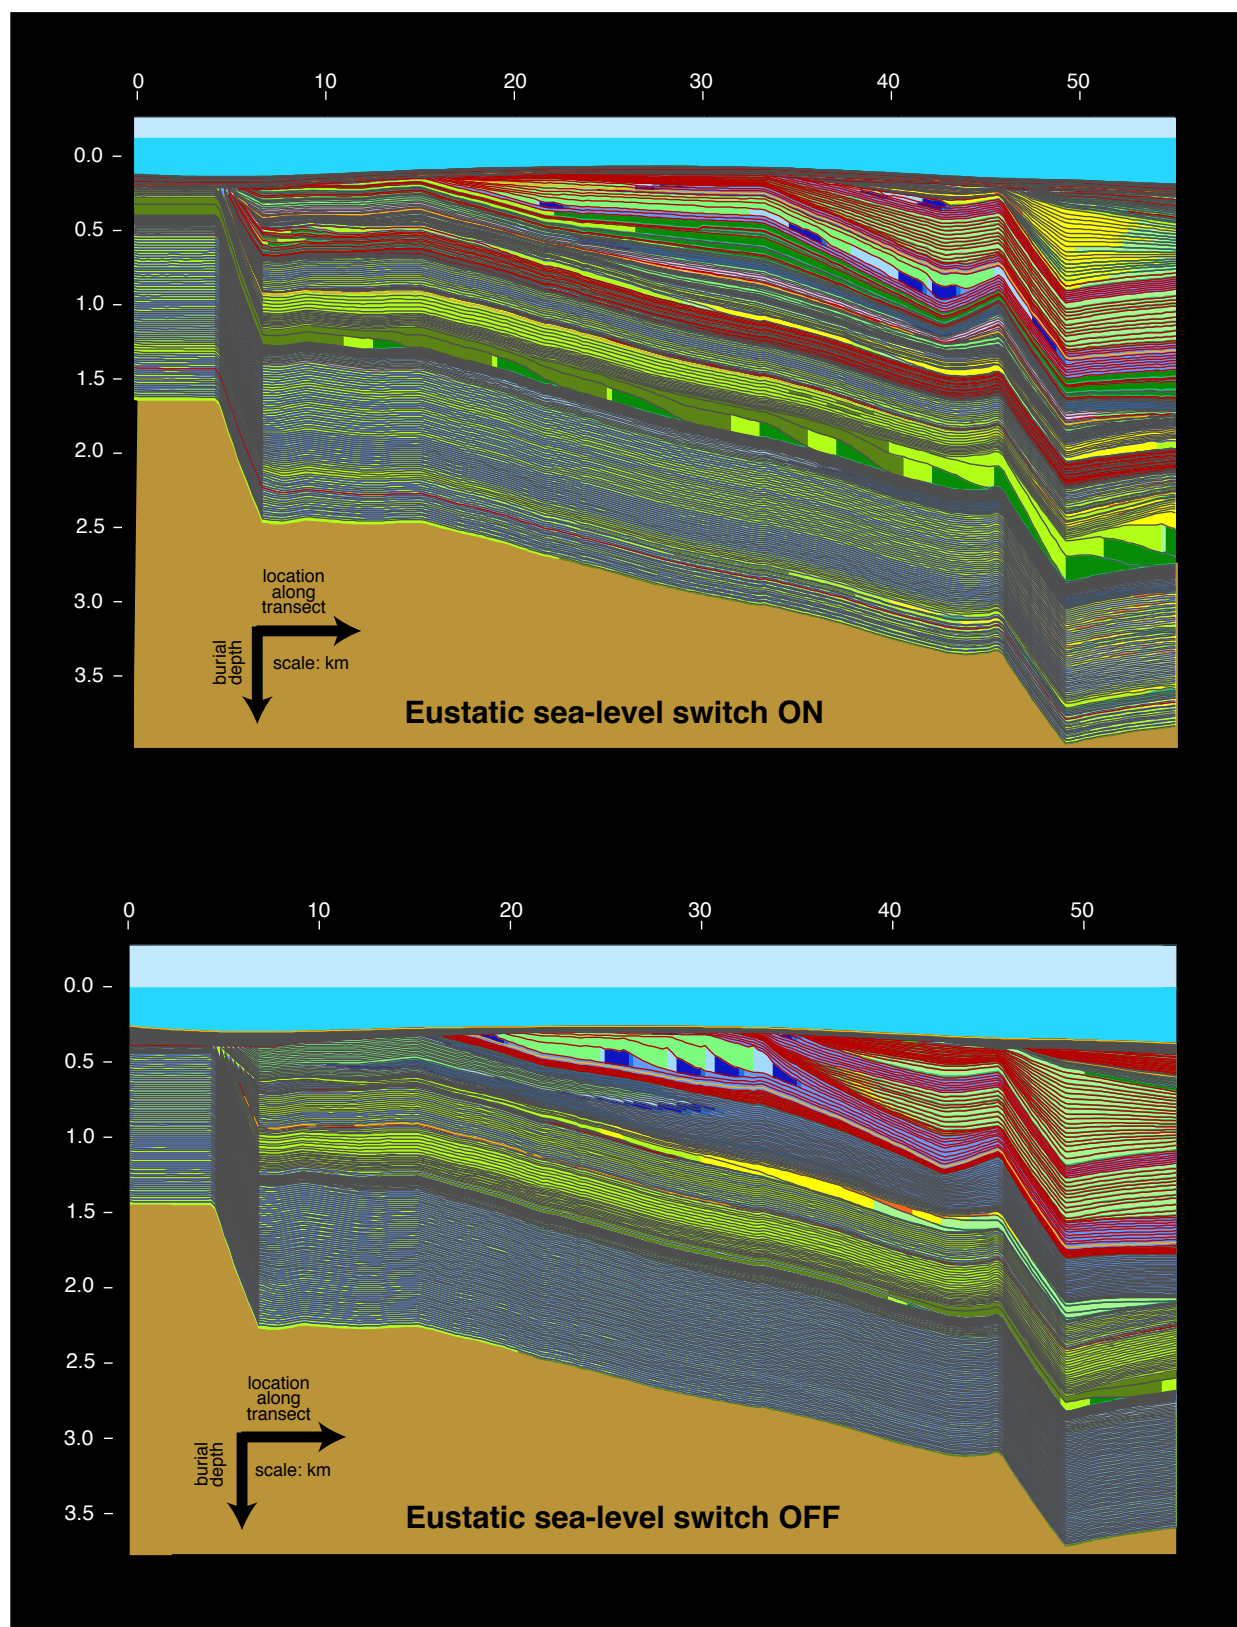 0 10 20 30 40 50
0.0
0.5
1.0
1.5
2.0
2.5
3.0
3.5
location
along
transect
burial
depth
scale: km
Eustatic sea-level switch ON
0 10 20 30 40 50
0.0
0.5
1.0
1.5
2.0
2.5
3.0
3.5
location
along
transect
burial
depth
scale: km
Eustatic sea-level switch OFF